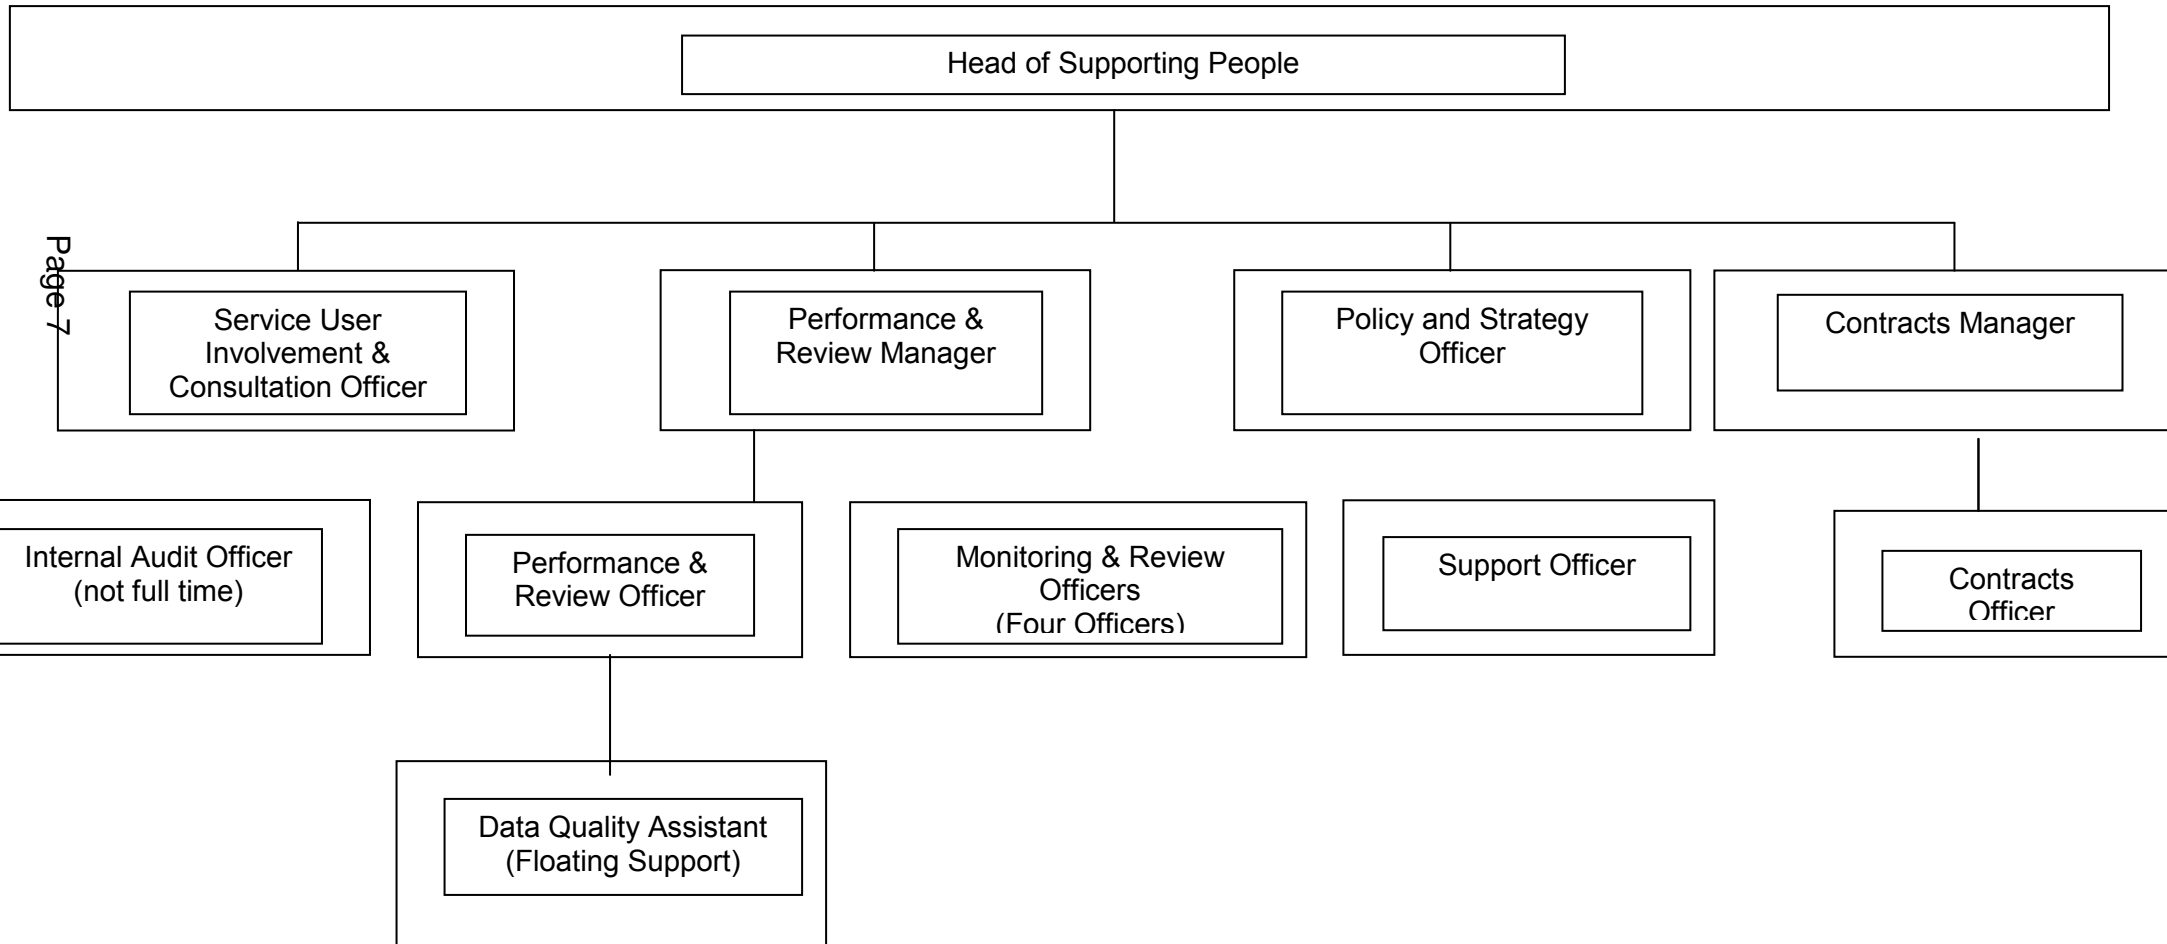 Head of Supporting People
Page 7
Service User
Involvement &
Consultation Officer
Performance &
Review Manager
Policy and Strategy
Officer
Contracts Manager
Internal Audit Officer
(not full time)
Performance &
Review Officer
Monitoring & Review
Officers
(Four Officers)
Support Officer
Contracts
Officer
Data Quality Assistant
(Floating Support)